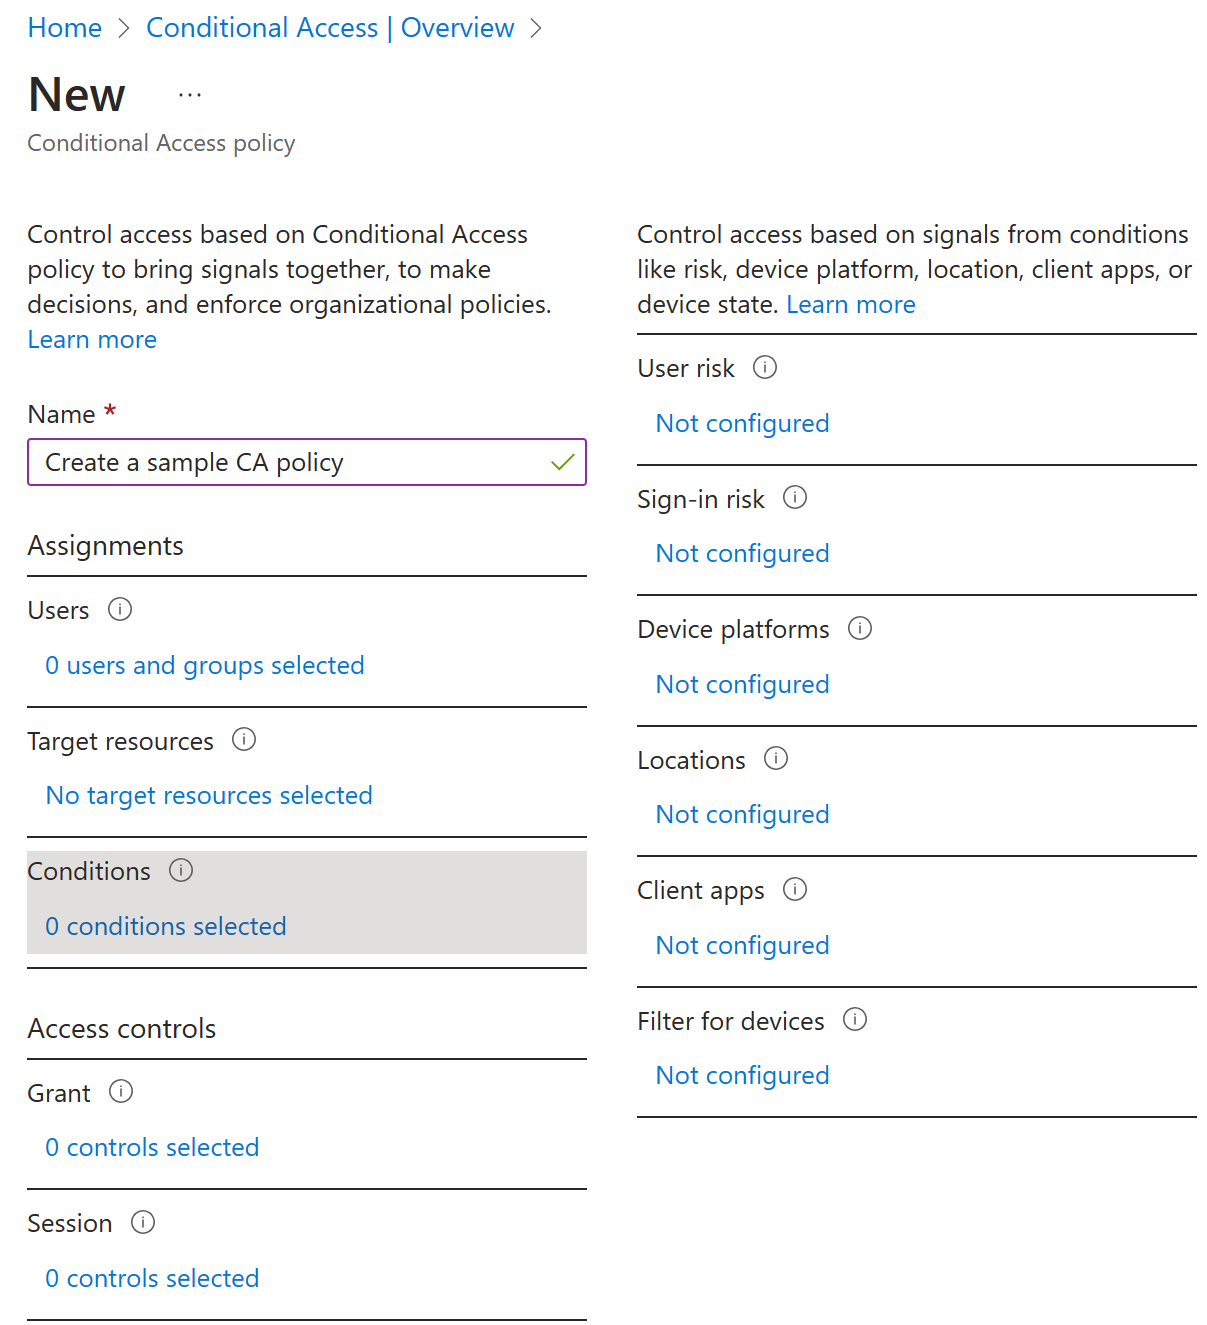 Home > Conditional Access | Overview >
New ...
Conditional Access policy
Control access based on Conditional Access
policy to bring signals together, to make
decisions, and enforce organizational policies.
Learn more
Name *
Create a sample CA policy
Assignments
Users
0 users and groups selected
Target resources
No target resources selected
Conditions
0 conditions selected
Access controls
Grant
0 controls selected
Session
0 controls selected
Control access based on signals from conditions
like risk, device platform, location, client apps, or
device state. Learn more
User risk
Not configured
Sign-in risk
Not configured
Device platforms
Not configured
Locations
Not configured
Client apps
Not configured
Filter for devices
Not configured